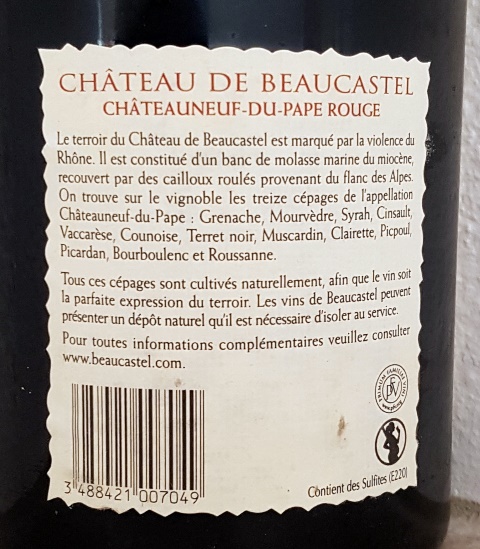 CHÂTEAU DE BEAUCASTEL
CHÂTEAUNEUF-DU-PAPE ROUGE
Le terroir du Château de Beaucastel est marqué par la violence du
Rhône. Il est constitué d'un banc de molasse marine du miocène,
recouvert par des cailloux roulés provenant du flanc des Alpes.
On trouve sur le vignoble les treize cépages de l'appellation
Châteauneuf-du-Pape : Grenache, Mourvèdre, Syrah, Cinsault,
Vaccarèse, Counoise, Terret noir, Muscardin, Clairette, Picpoul,
Picardan, Bourboulenc et Roussanne.
Tous ces cépages sont cultivés naturellement, afin que le vin soit
la parfaite expression du terroir. Les vins de Beaucastel peuvent
présenter un dépôt naturel qu'il est nécessaire d'isoler au service.
Pour toutes informations complémentaires veuillez consulter
www.beaucastel.com.
PRIMUM FAMILIAE VINI
PFV
3 488421 007049
Contient des Sulfites (E220)